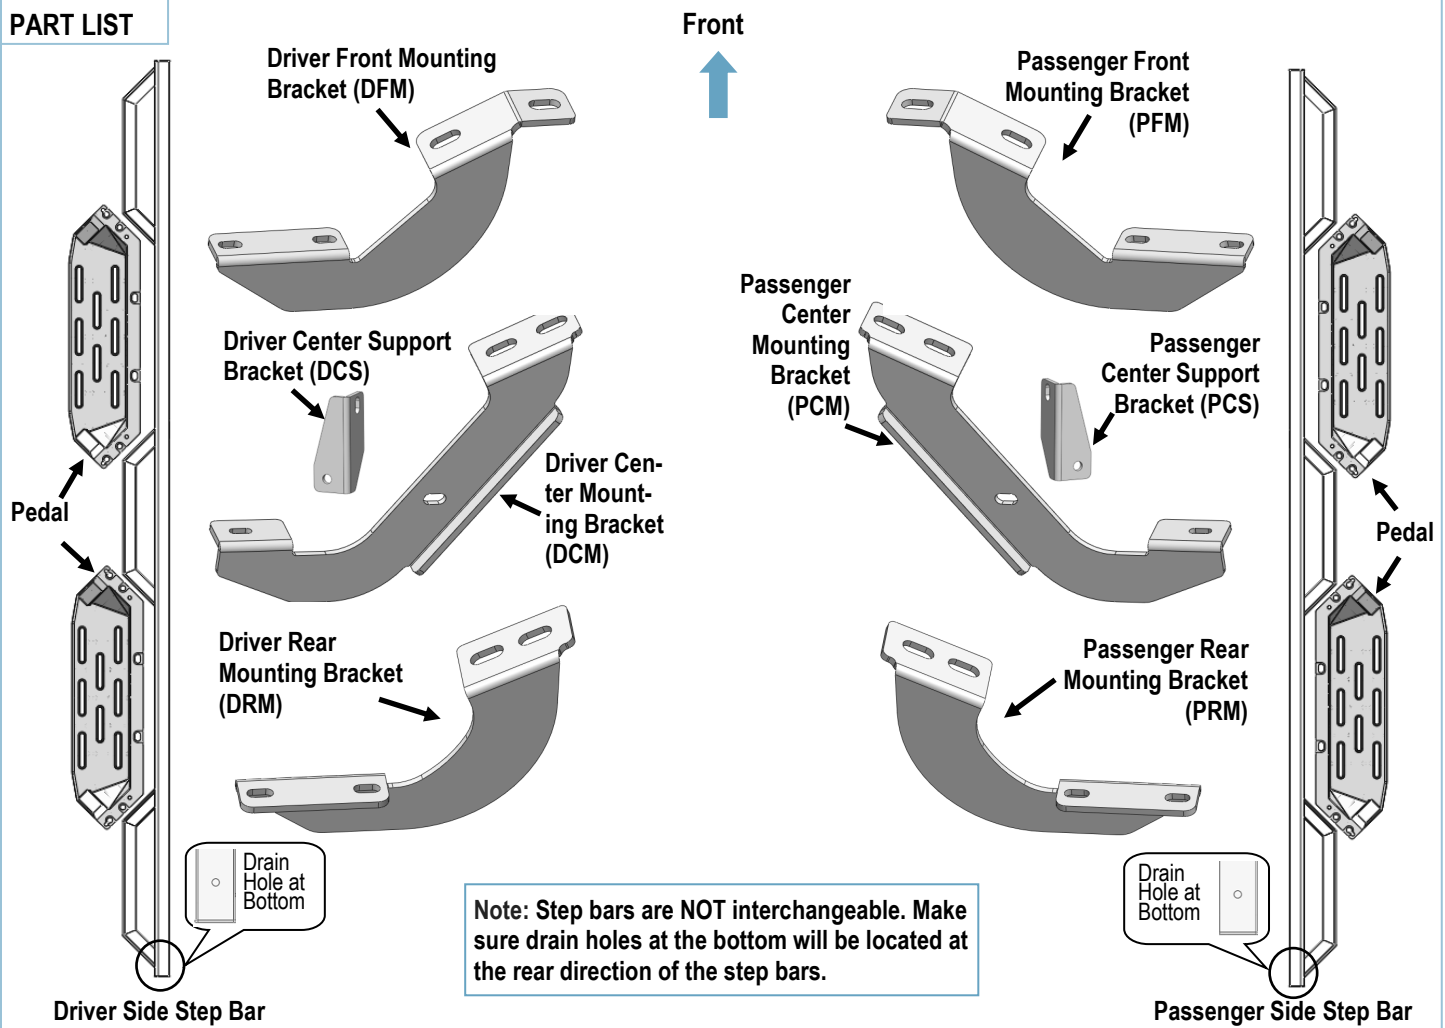 PART LIST
Front
Driver Front Mounting
Bracket (DFM)
Passenger Front
Mounting Bracket
(PFM)
Driver Center Support
Bracket (DCS)
Passenger
Center
Mounting
Bracket
(PCM)
Passenger
Center Support
Bracket (PCS)
Driver Cen-
ter Mount-
ing Bracket
(DCM)
Pedal
Pedal
Driver Rear
Mounting Bracket
(DRM)
Passenger Rear
Mounting Bracket
(PRM)
Drain
Hole at
Bottom
Drain
Hole at
Bottom
Note: Step bars are NOT interchangeable. Make
sure drain holes at the bottom will be located at
the rear direction of the step bars.
Driver Side Step Bar
Passenger Side Step Bar